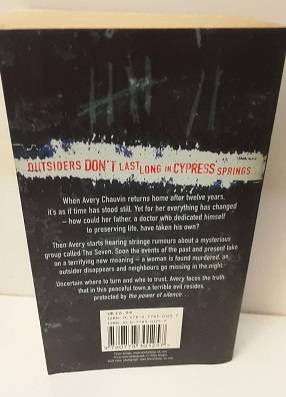 OUTSIDERS DON'T LAST LONG IN CYPRESS SPRINGS
When Avery Chauvin returns home after twelve years,
it's as if time has stood still. Yet for her everything has changed
– how could her father, a doctor who dedicated himself
to preserving life, have taken his own?
Then Avery starts hearing strange rumours about a mysterious
group called The Seven. Soon the events of the past and present take
on a terrifying new meaning – a woman is found murdered, an
outsider disappears and neighbours go missing in the night.
Uncertain where to turn and who to trust, Avery faces the truth
that in this peaceful town, a terrible evil resides,
protected by the power of silence...